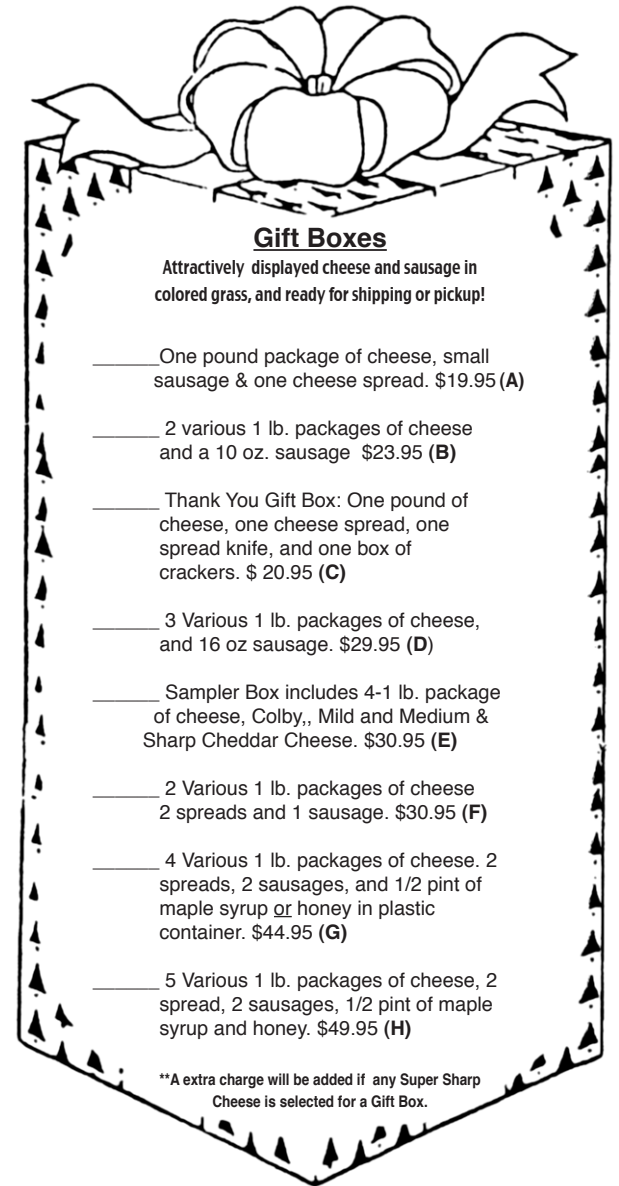 Gift Boxes
Attractively displayed cheese and sausage in
colored grass, and ready for shipping or pickup!
______One pound package of cheese, small
sausage & one cheese spread. $19.95 (A)
______ 2 various 1 lb. packages of cheese
and a 10 oz. sausage $23.95 (B)
______ Thank You Gift Box: One pound of
cheese, one cheese spread, one
spread knife, and one box of
crackers. $ 20.95 (C)
______ 3 Various 1 lb. packages of cheese,
and 16 oz sausage. $29.95 (D)
______ Sampler Box includes 4-1 lb. package
of cheese, Colby,, Mild and Medium &
Sharp Cheddar Cheese. $30.95 (E)
______ 2 Various 1 lb. packages of cheese
2 spreads and 1 sausage. $30.95 (F)
______ 4 Various 1 lb. packages of cheese. 2
spreads, 2 sausages, and 1/2 pint of
maple syrup or honey in plastic
container. $44.95 (G)
______ 5 Various 1 lb. packages of cheese, 2
spread, 2 sausages, 1/2 pint of maple
syrup and honey. $49.95 (H)
**A extra charge will be added if any Super Sharp
Cheese is selected for a Gift Box.